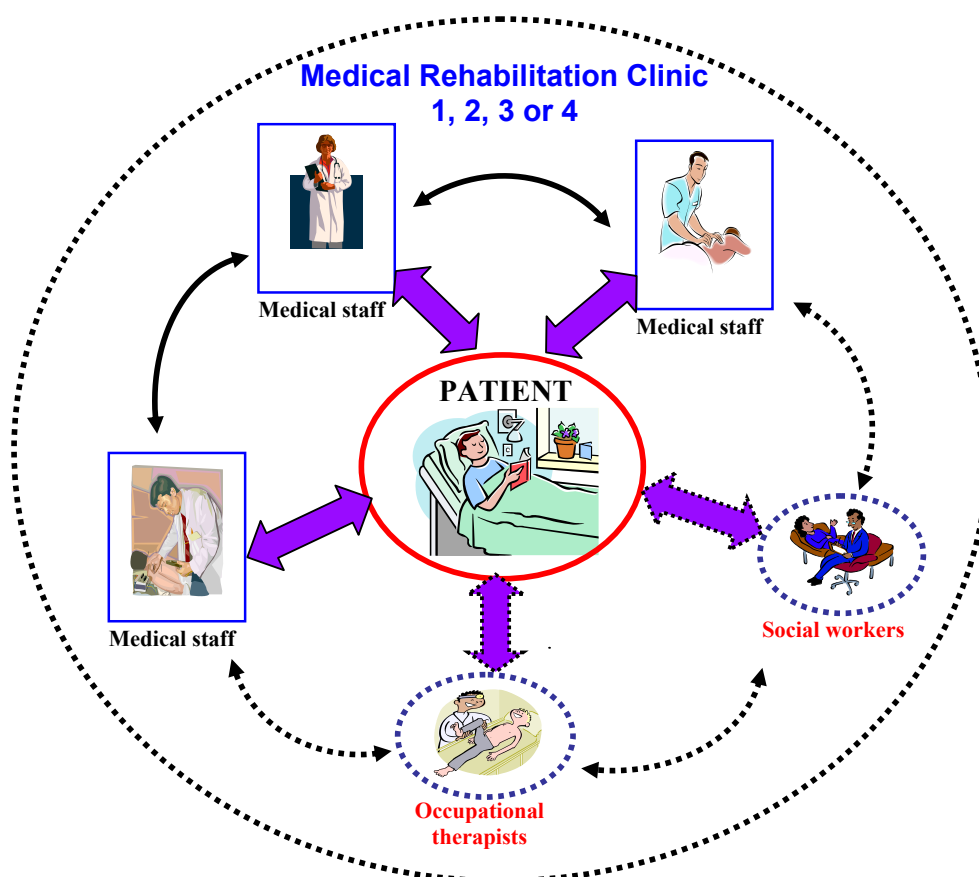 Medical Rehabilitation Clinic
1, 2, 3 or 4
Medical staff
Medical staff
PATIENT
Medical staff
Social workers
Occupational
therapists